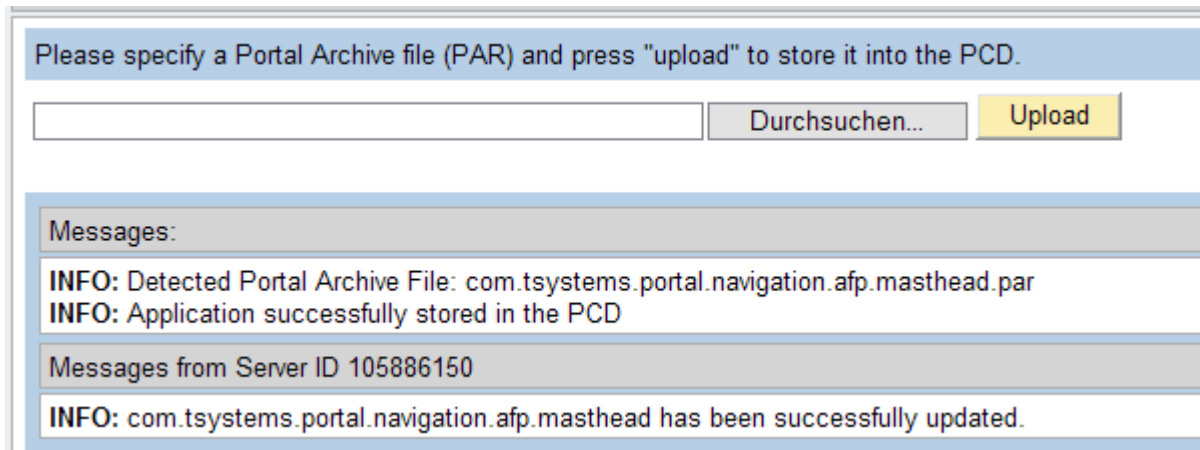 Please specify a Portal Archive file (PAR) and press "upload" to store it into the PCD.
Durchsuchen... Upload
Messages:
INFO: Detected Portal Archive File: com.tsystems.portal.navigation.afp.masthead.par
INFO: Application successfully stored in the PCD
Messages from Server ID 105886150
INFO: com.tsystems.portal.navigation.afp.masthead has been successfully updated.